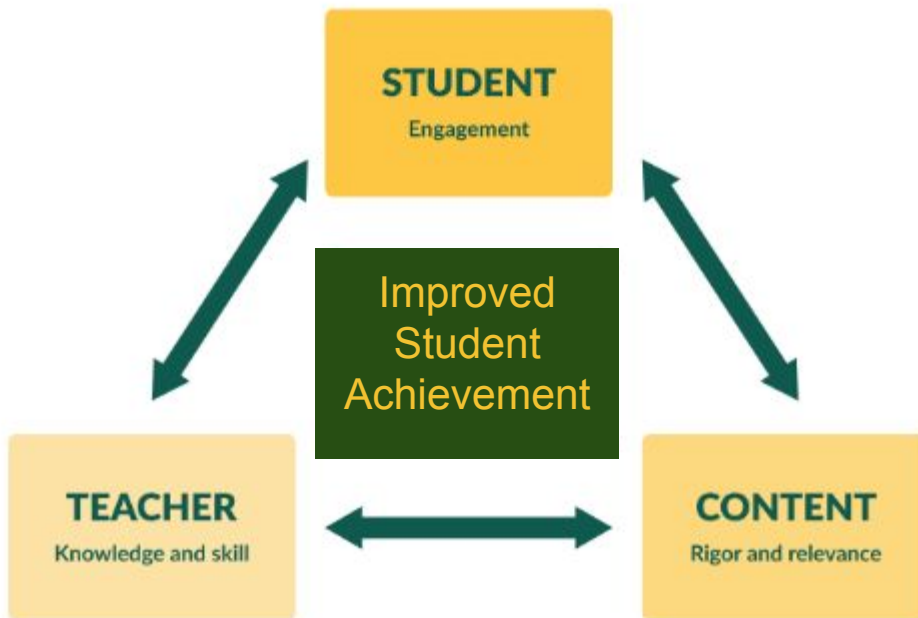 STUDENT
Engagement
Improved
Student
Achievement
TEACHER
Knowledge and skill
CONTENT
Rigor and relevance